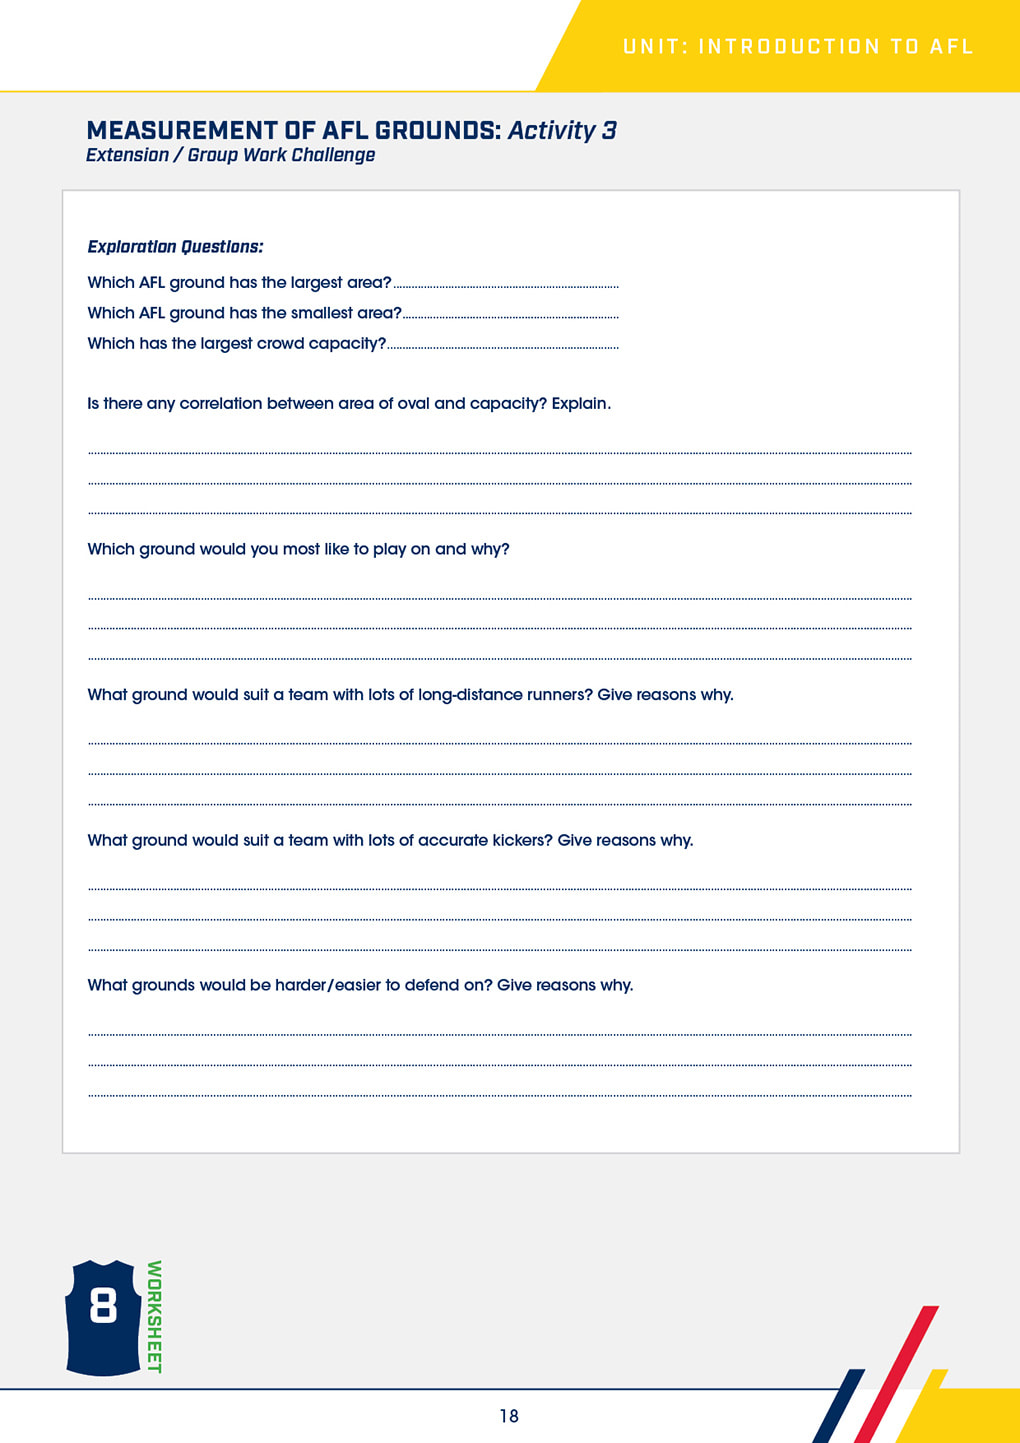 UNIT: INTRODUCTION TO AFL
MEASUREMENT OF AFL GROUNDS: Activity 3
Extension / Group Work Challenge
Exploration Questions:
Which AFL ground has the largest area?
Which AFL ground has the smallest area?
Which has the largest crowd capacity?
Is there any correlation between area of oval and capacity? Explain.
Which ground would you most like to play on and why?
What ground would suit a team with lots of long-distance runners? Give reasons why.
What ground would suit a team with lots of accurate kickers? Give reasons why.
What grounds would be harder/easier to defend on? Give reasons why.
8
WORKSHEET
18